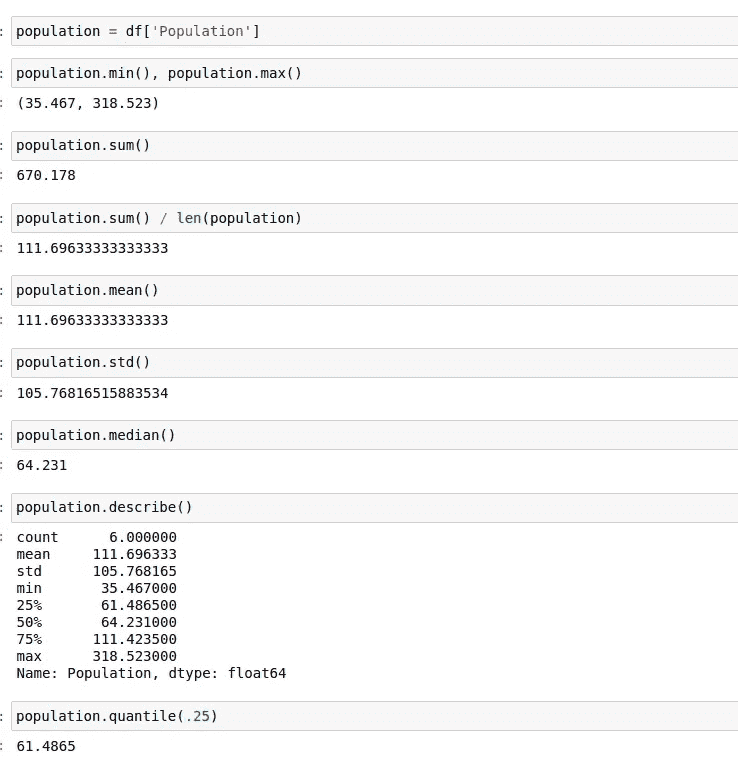 : population = df['Population']
: population.min(), population.max()
: (35.467, 318.523)
: population.sum()
: 670.178
: population.sum() / len(population)
: 111.69633333333333
: population.mean()
: 111.69633333333333
: population.std()
: 105.76816515883534
: population.median()
: 64.231
: population.describe()
: count 6.000000
mean 111.696333
std 105.768165
min 35.467000
25% 61.486500
50% 64.231000
75% 111.423500
max 318.523000
Name: Population, dtype: float64
: population.quantile(.25)
: 61.4865